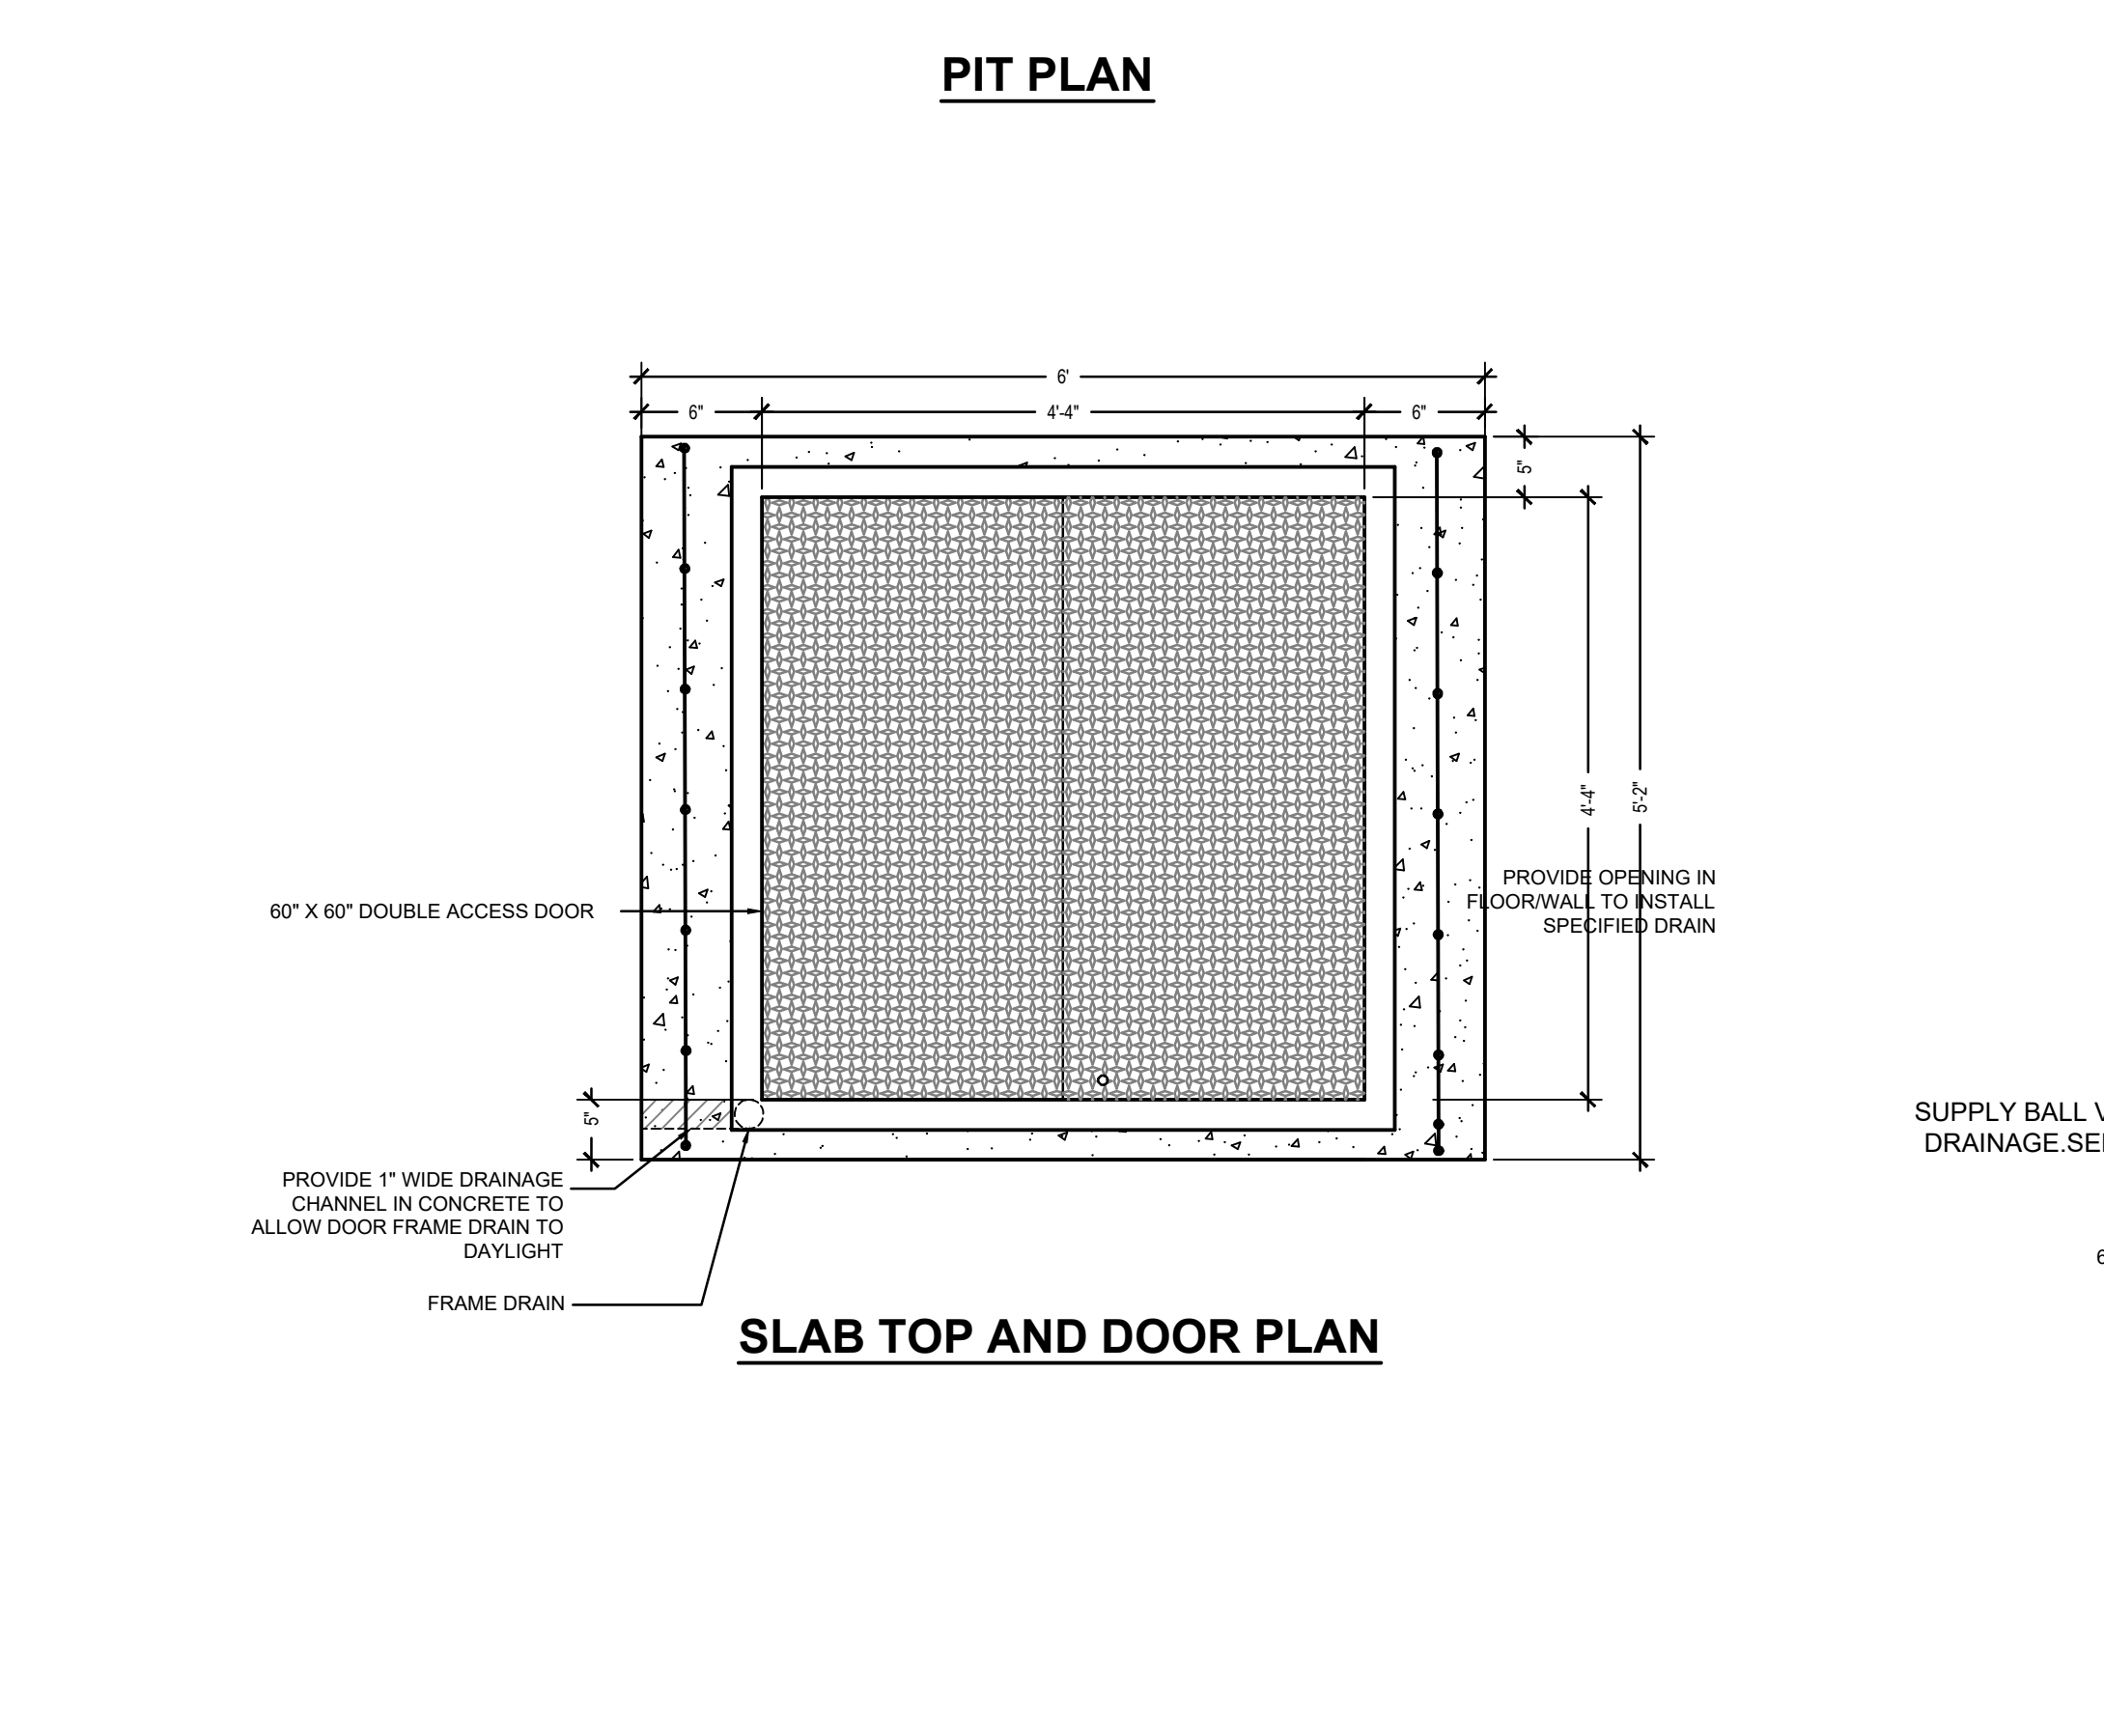 PIT PLAN
6'
6" 4'-4" 6"
5"
4'-4"
5'-2"
PROVIDE OPENING IN
FLOOR/WALL TO INSTALL
SPECIFIED DRAIN
60" X 60" DOUBLE ACCESS DOOR
5"
SUPPLY BALL V
DRAINAGE.SE
PROVIDE 1" WIDE DRAINAGE
CHANNEL IN CONCRETE TO
ALLOW DOOR FRAME DRAIN TO
DAYLIGHT
6
FRAME DRAIN
SLAB TOP AND DOOR PLAN